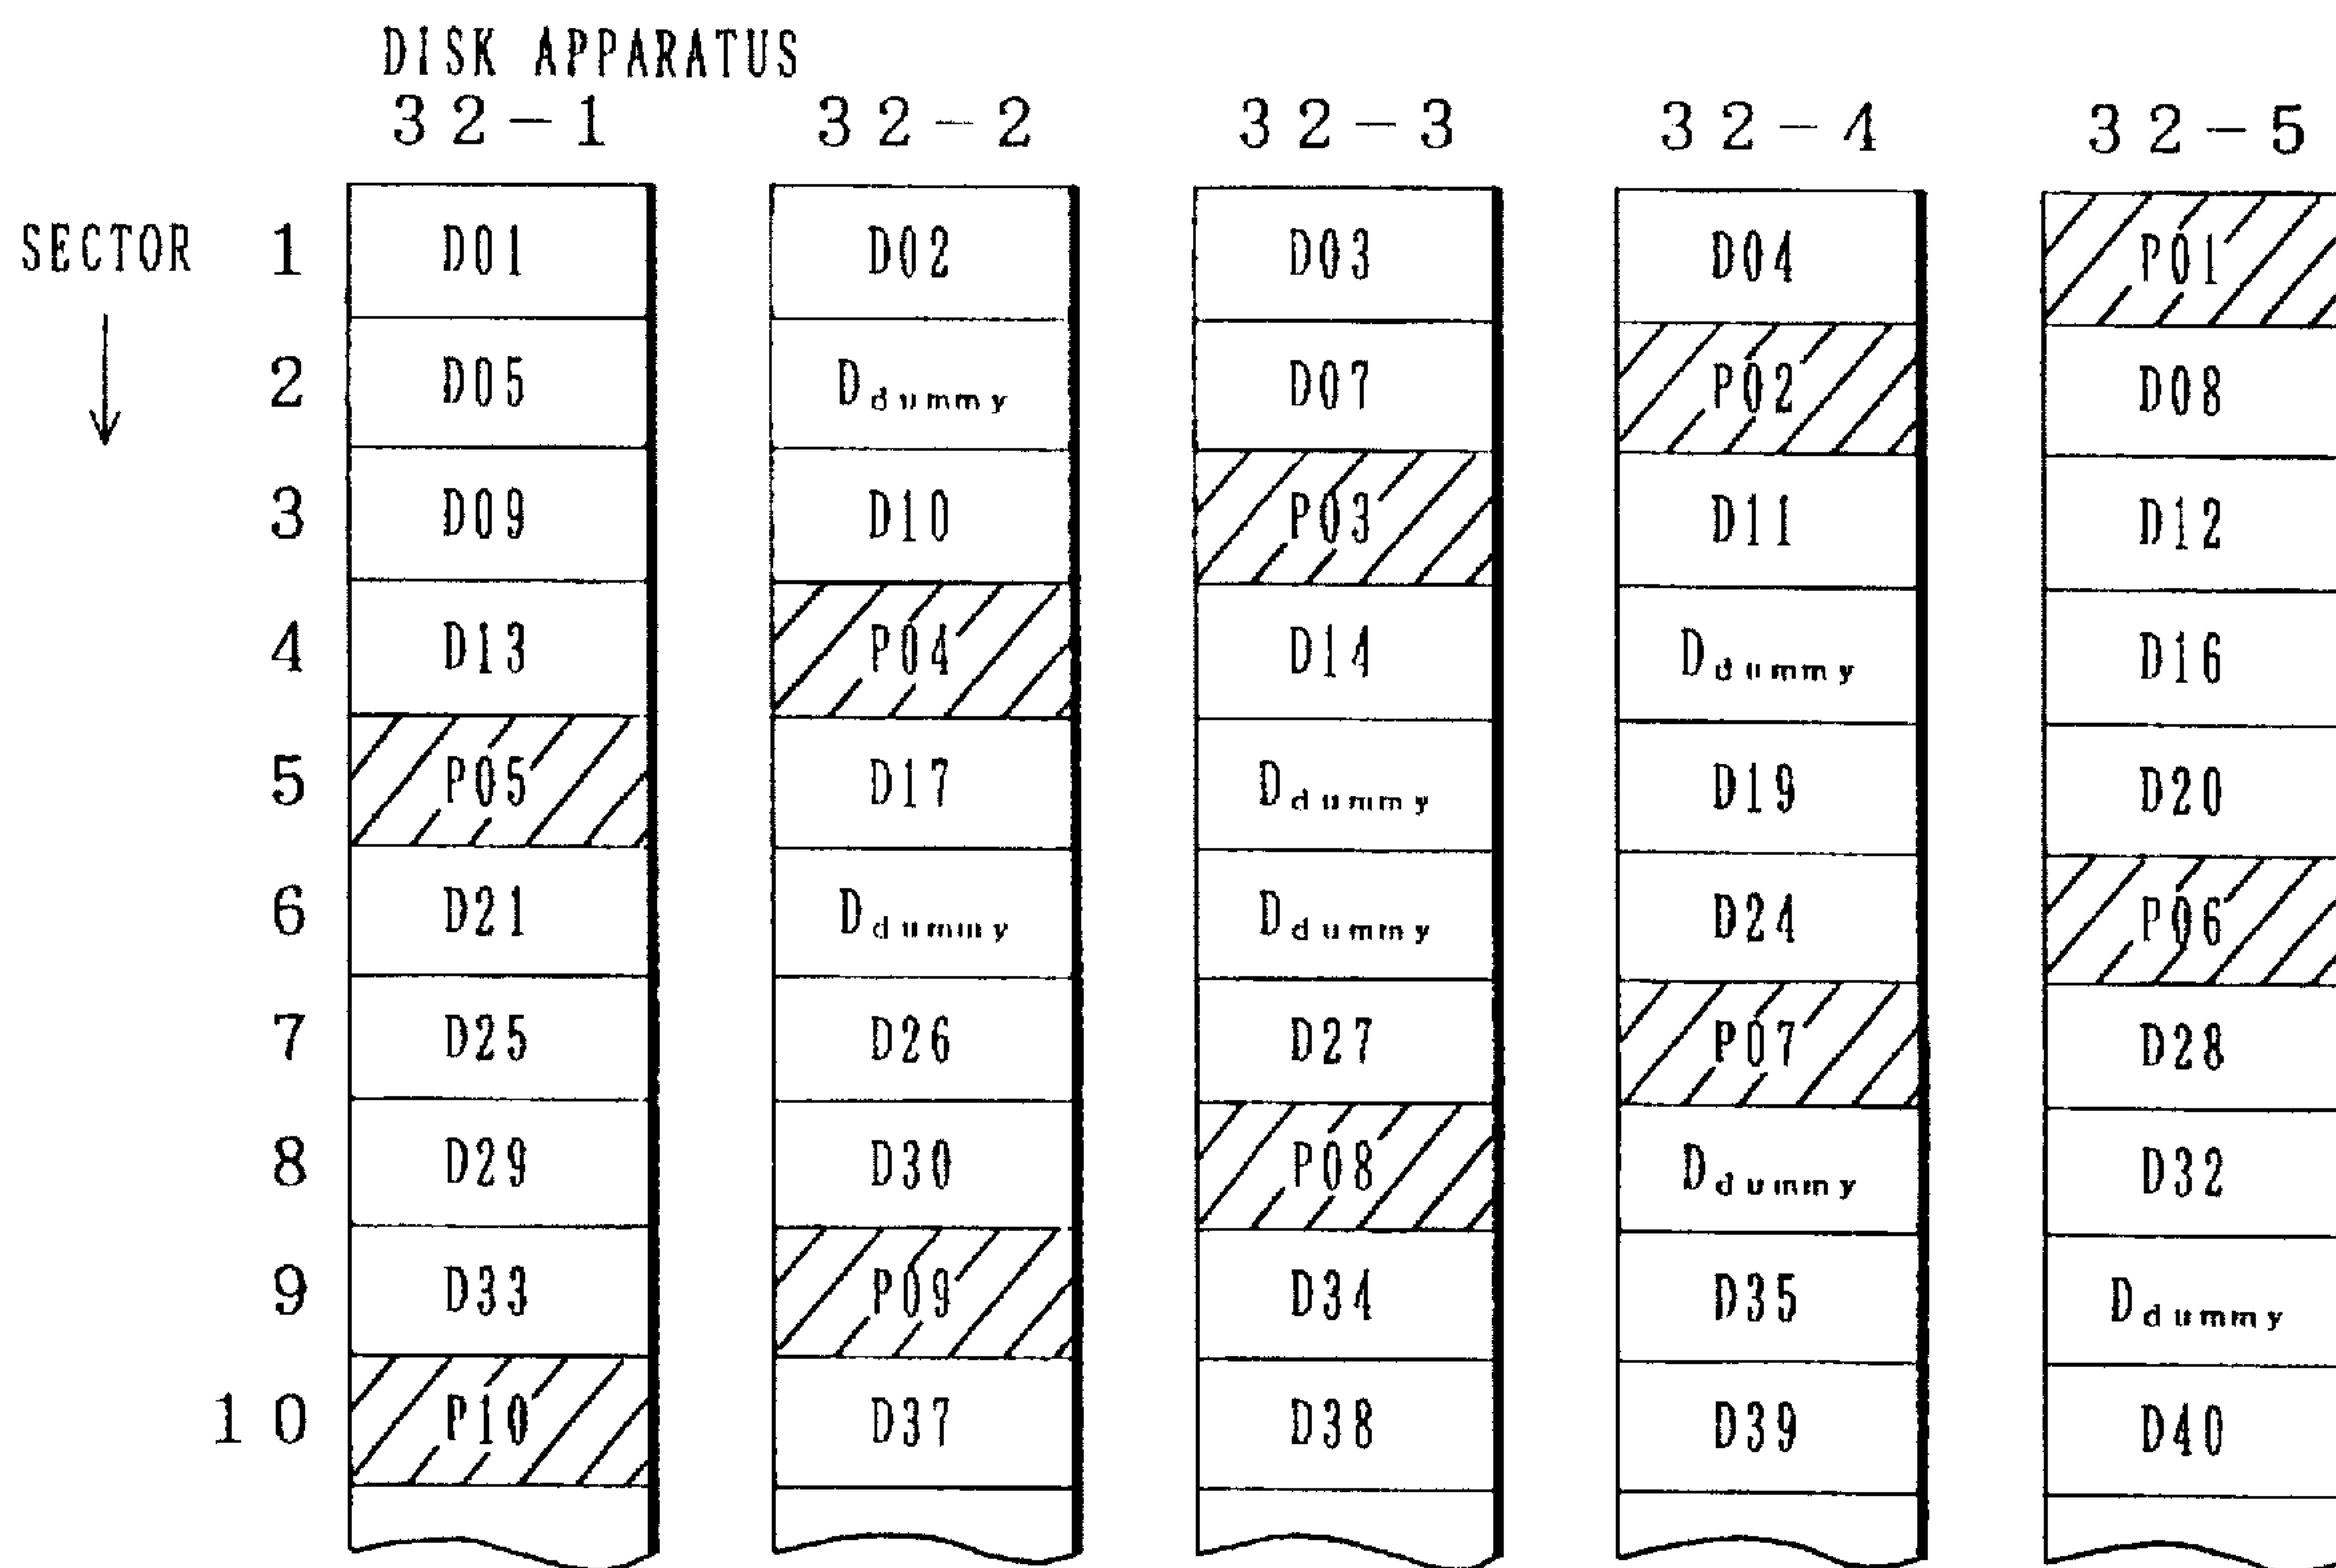 DISK APPARATUS
32-1 32-2 32-3 32-4 32-5
SECTOR 1 D01 D02 D03 D04 P01
2 D05 Ddummy D07 P02 D08
3 D09 D10 P03 D11 D12
4 D13 P04 D14 Ddummy D16
5 P05 D17 Ddummy D19 D20
6 D21 Ddummy Ddummy D24 P06
7 D25 D26 D27 P07 D28
8 D29 D30 P08 Ddummy D32
9 D33 P09 D34 D35 Ddummy
10 P10 D37 D38 D39 D40